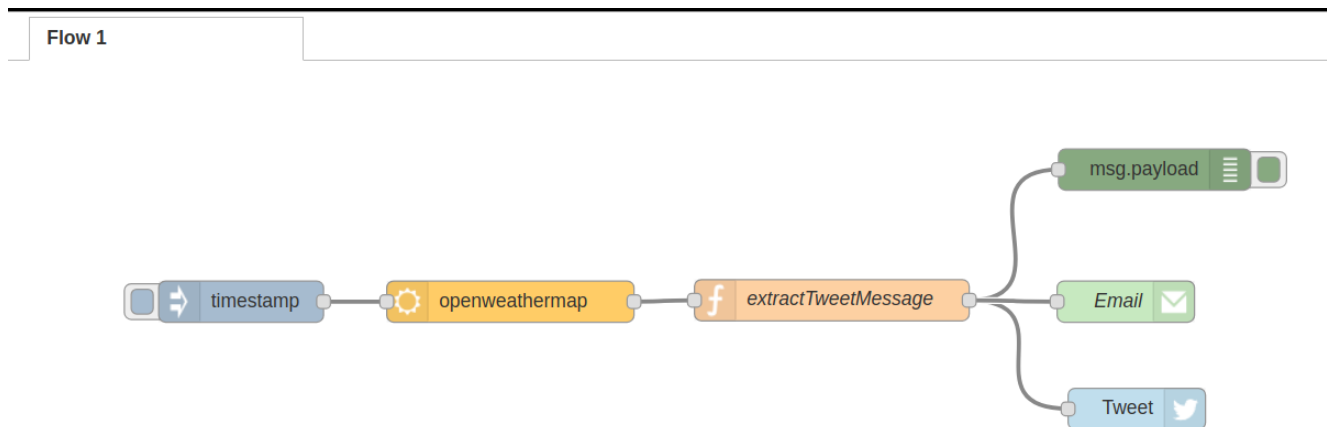 Flow 1
msg.payload
timestamp
openweathermap
extractTweetMessage
Email
Tweet